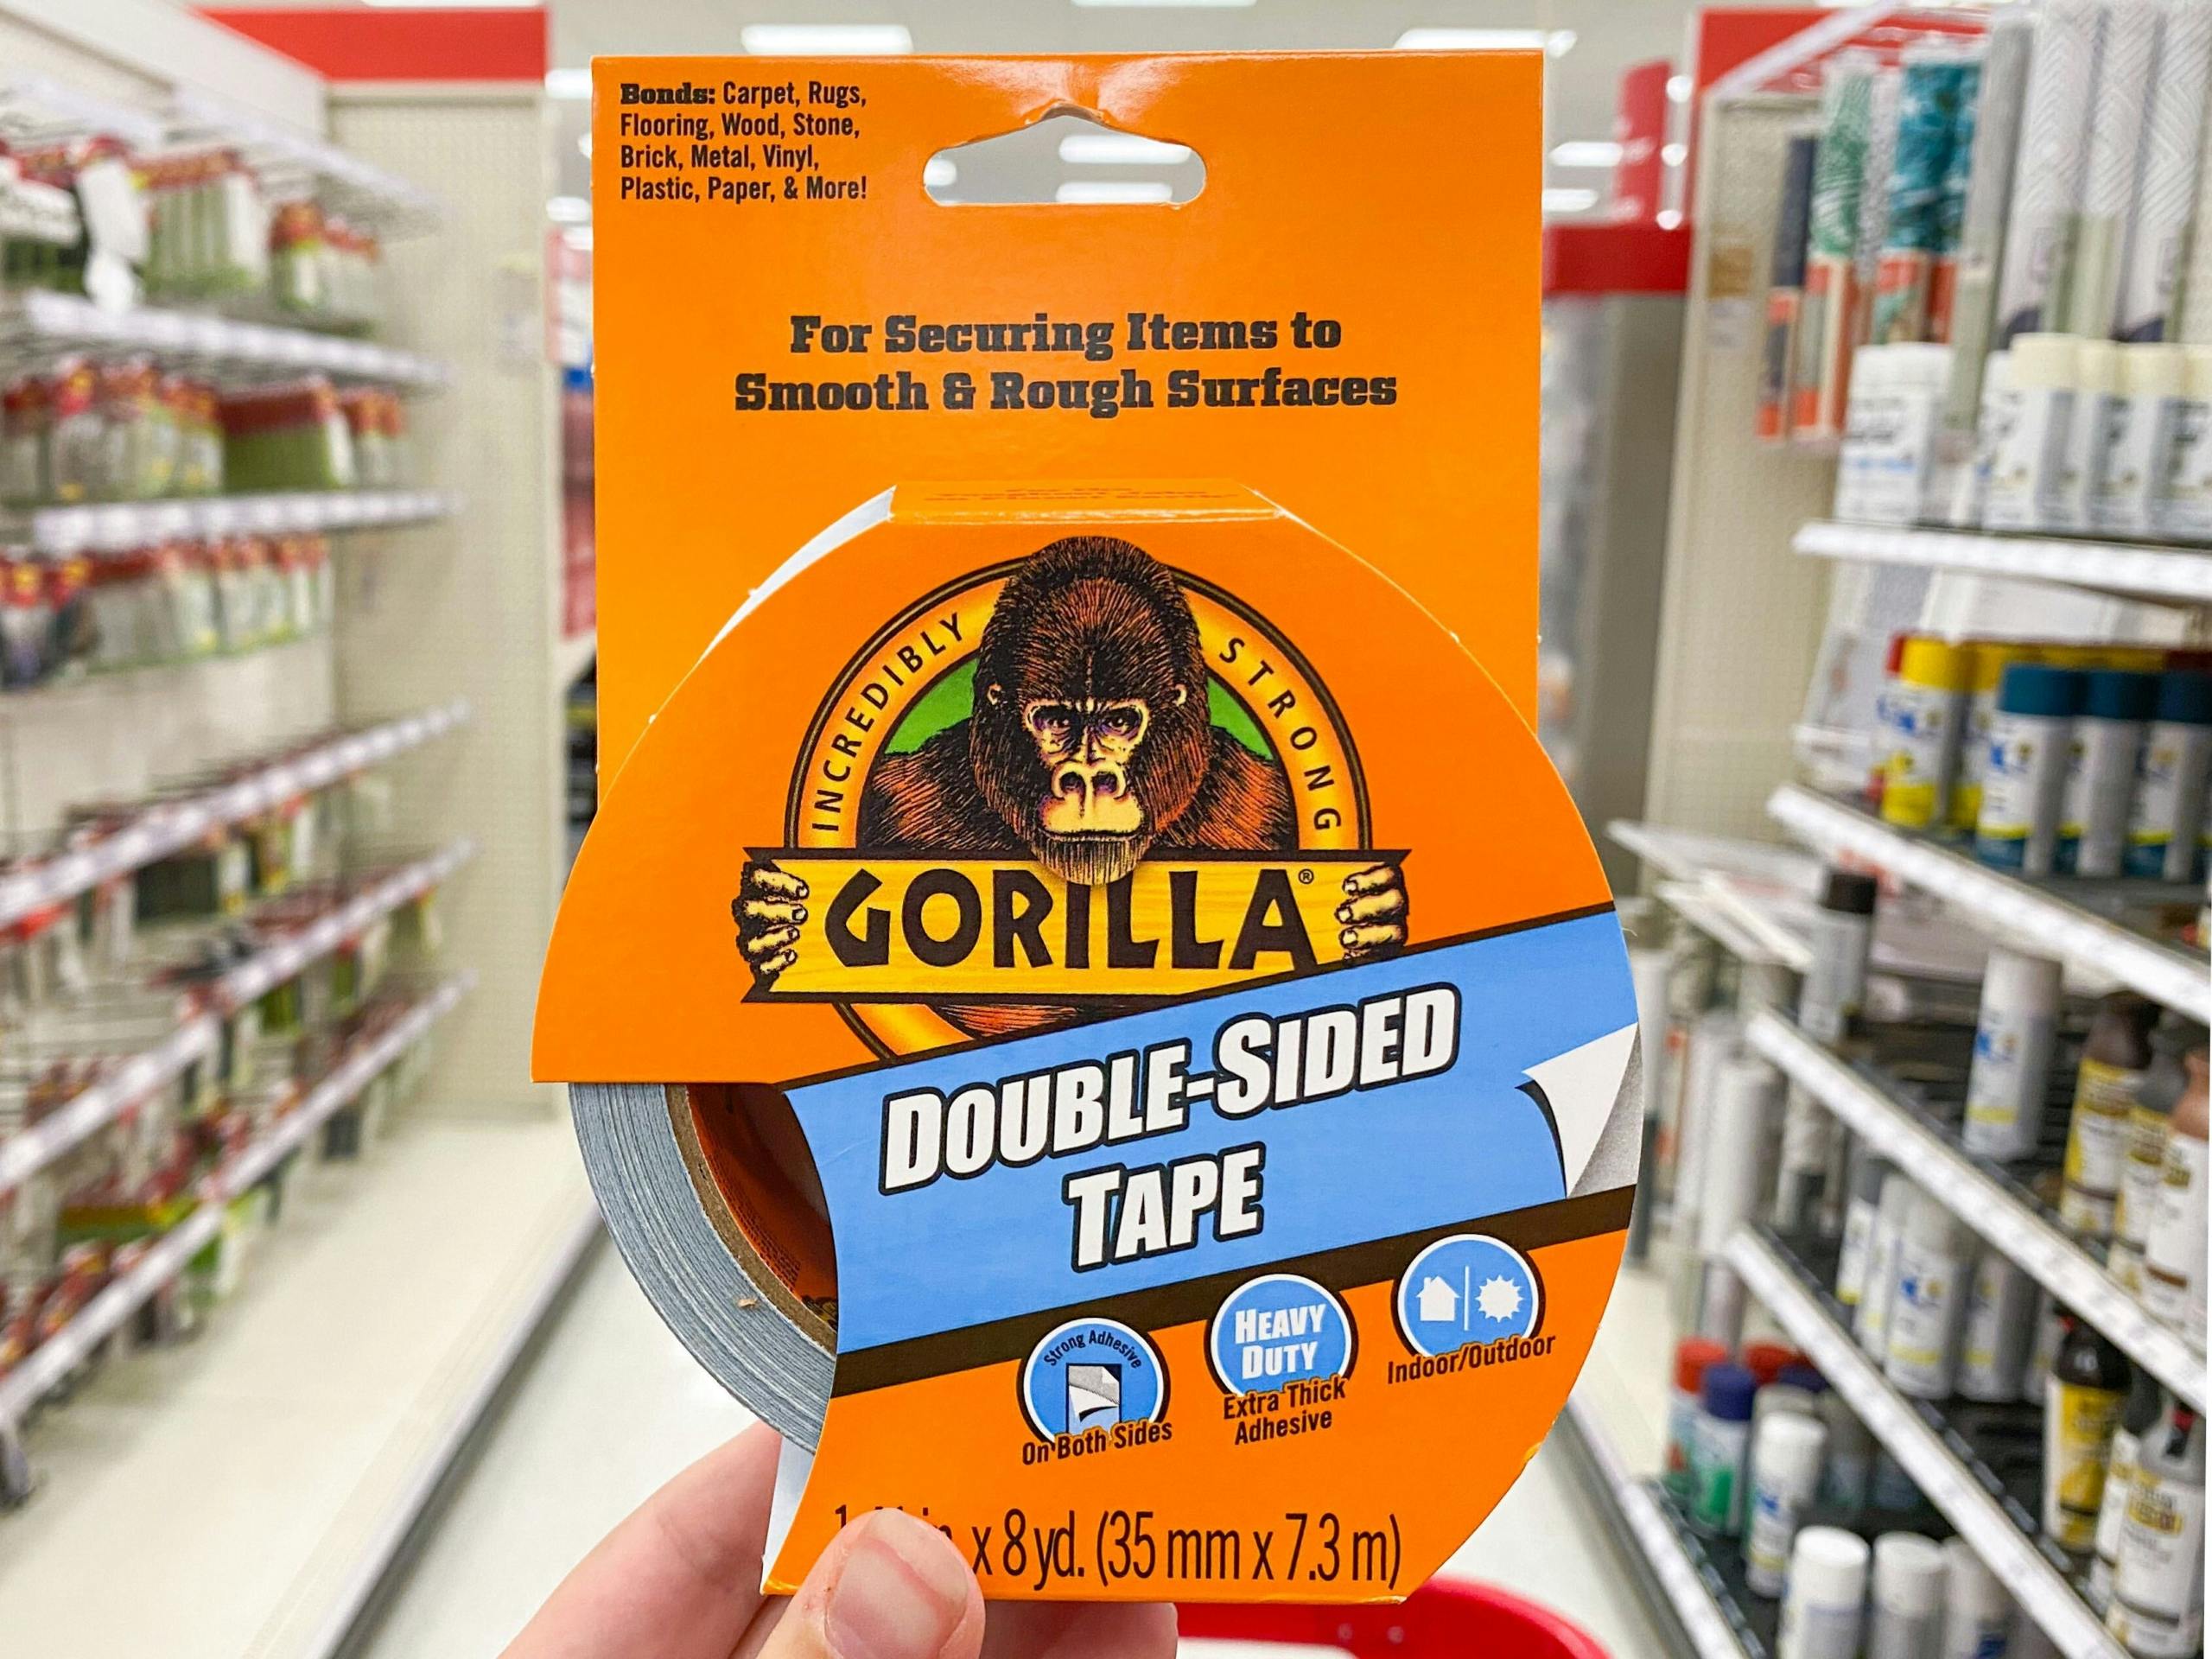 Bonds: Carpet, Rugs,
Flooring, Wood, Stone,
Brick, Metal, Vinyl,
Plastic, Paper, & More!
For Securing Items to
Smooth & Rough Surfaces
INCREDIBLY STRONG
GORILLA®
DOUBLE-SIDED
TAPE
Strong Adhesive
On Both Sides
HEAVY
DUTY
Extra Thick
Adhesive
Indoor/Outdoor
x 8 yd. (35 mm x 7.3 m)